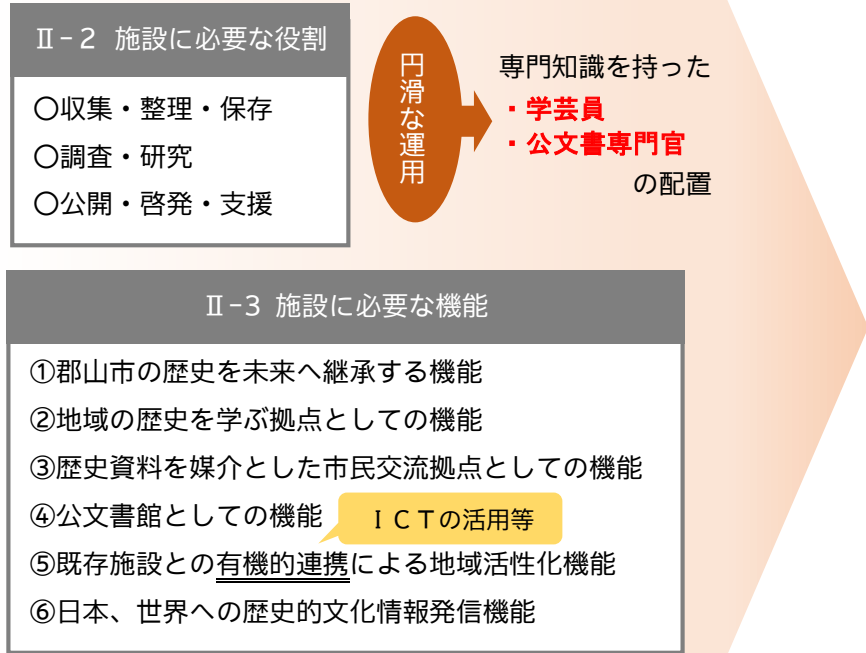 Ⅱ-2 施設に必要な役割
〇収集・整理・保存
〇調査・研究
〇公開・啓発・支援
円滑な運用
専門知識を持った
・学芸員
・公文書専門官
の配置
Ⅱ-3 施設に必要な機能
①郡山市の歴史を未来へ継承する機能
②地域の歴史を学ぶ拠点としての機能
③歴史資料を媒介とした市民交流拠点としての機能
④公文書館としての機能
ＩＣＴの活用等
⑤既存施設との有機的連携による地域活性化機能
⑥日本、世界への歴史的文化情報発信機能